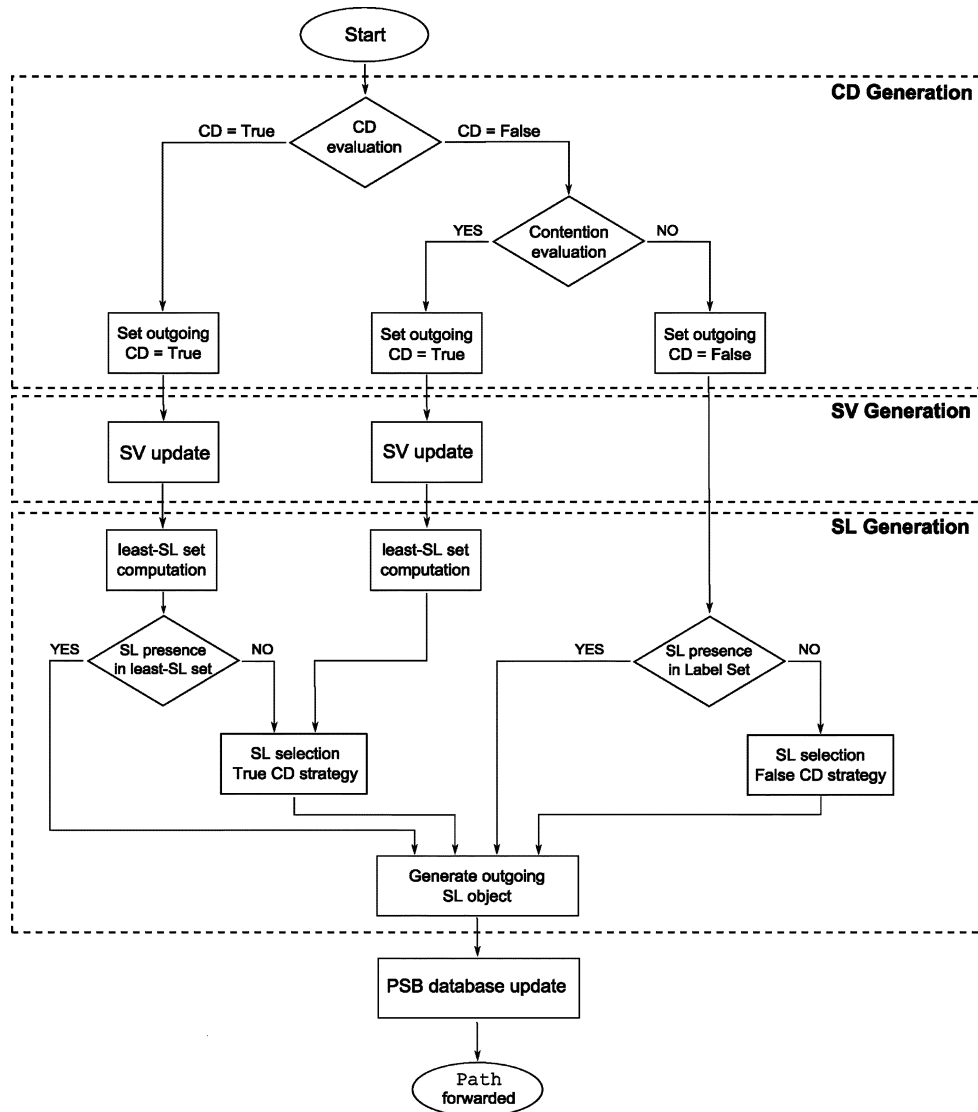 Start
CD Generation
CD = True
CD
evaluation
CD = False
YES
Contention
evaluation
NO
Set outgoing
CD = True
Set outgoing
CD = True
Set outgoing
CD = False
SV Generation
SV update
SV update
SL Generation
least-SL set
computation
least-SL set
computation
YES
SL presence
in least-SL set
NO
YES
SL presence
in Label Set
NO
SL selection
True CD strategy
SL selection
False CD strategy
Generate outgoing
SL object
PSB database update
Path
forwarded